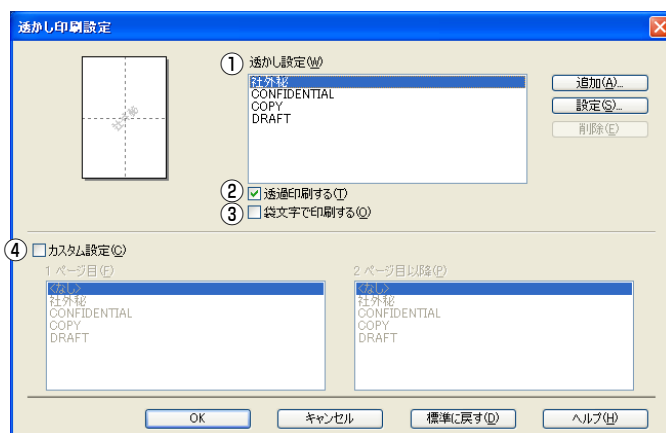 透かし印刷設定
社外秘
① 透かし設定(W)
社外秘
CONFIDENTIAL
COPY
DRAFT
追加(A)...
設定(S)...
削除(E)
② 透過印刷する(T)
③ 袋文字で印刷する(O)
④ カスタム設定(C)
1 ページ目(F)
<なし>
社外秘
CONFIDENTIAL
COPY
DRAFT
2 ページ目以降(P)
<なし>
社外秘
CONFIDENTIAL
COPY
DRAFT
OK キャンセル 標準に戻す(D) ヘルプ(H)